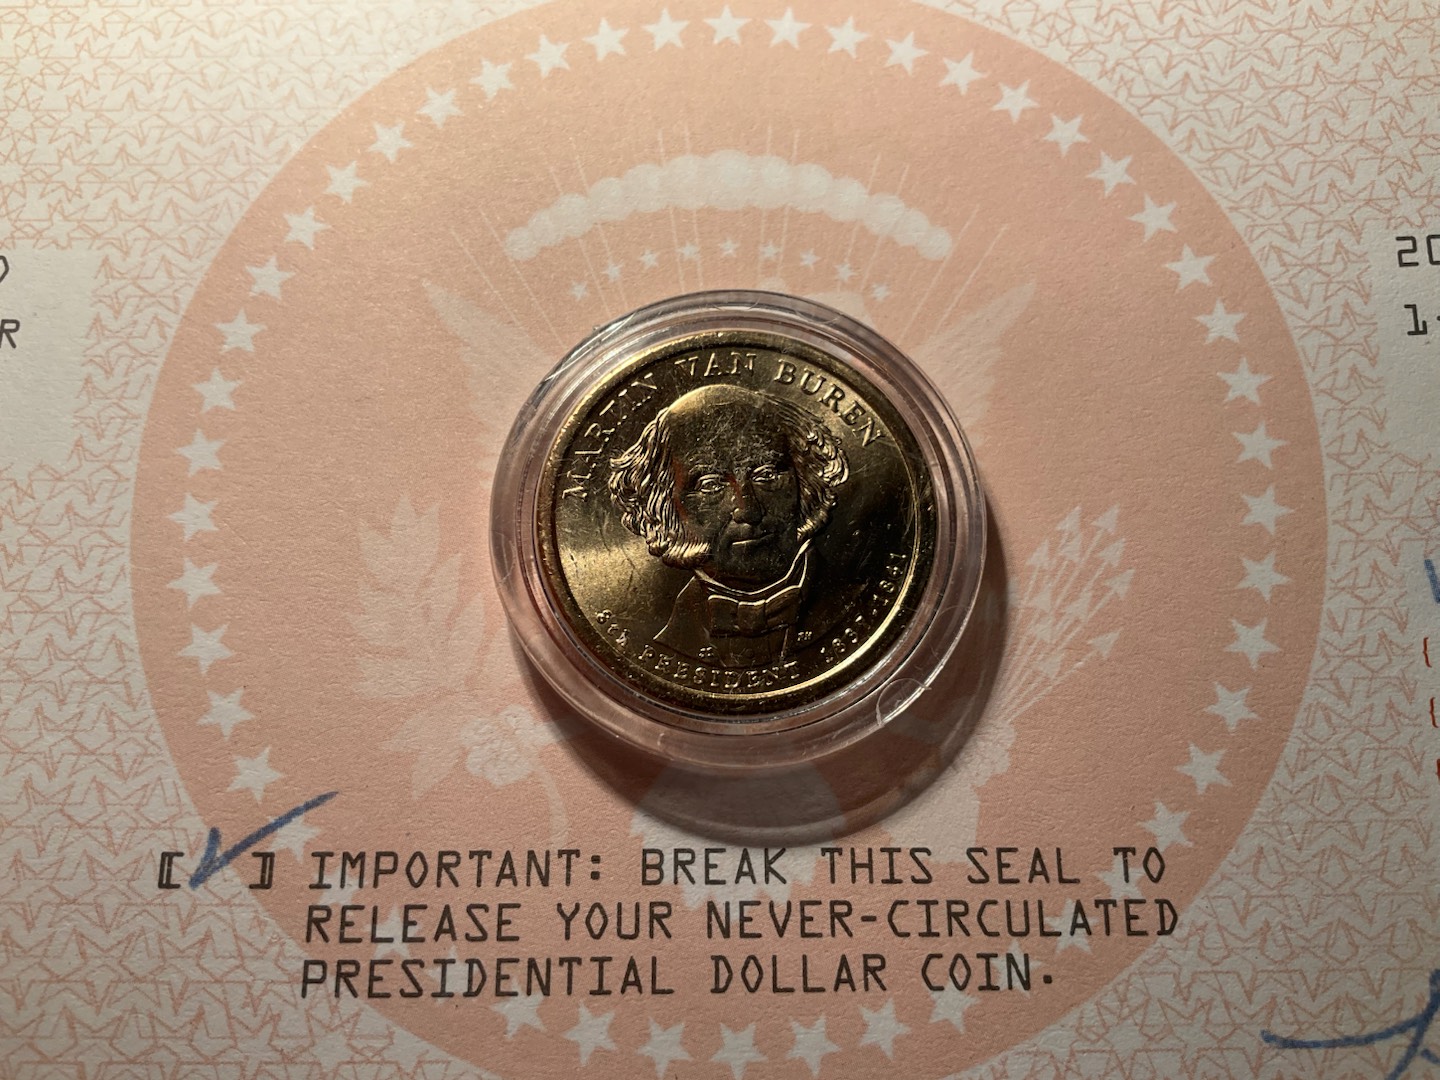 MARTIN VAN BUREN
8th PRESIDENT 1837-1841
[ ] IMPORTANT: BREAK THIS SEAL TO
RELEASE YOUR NEVER-CIRCULATED
PRESIDENTIAL DOLLAR COIN.